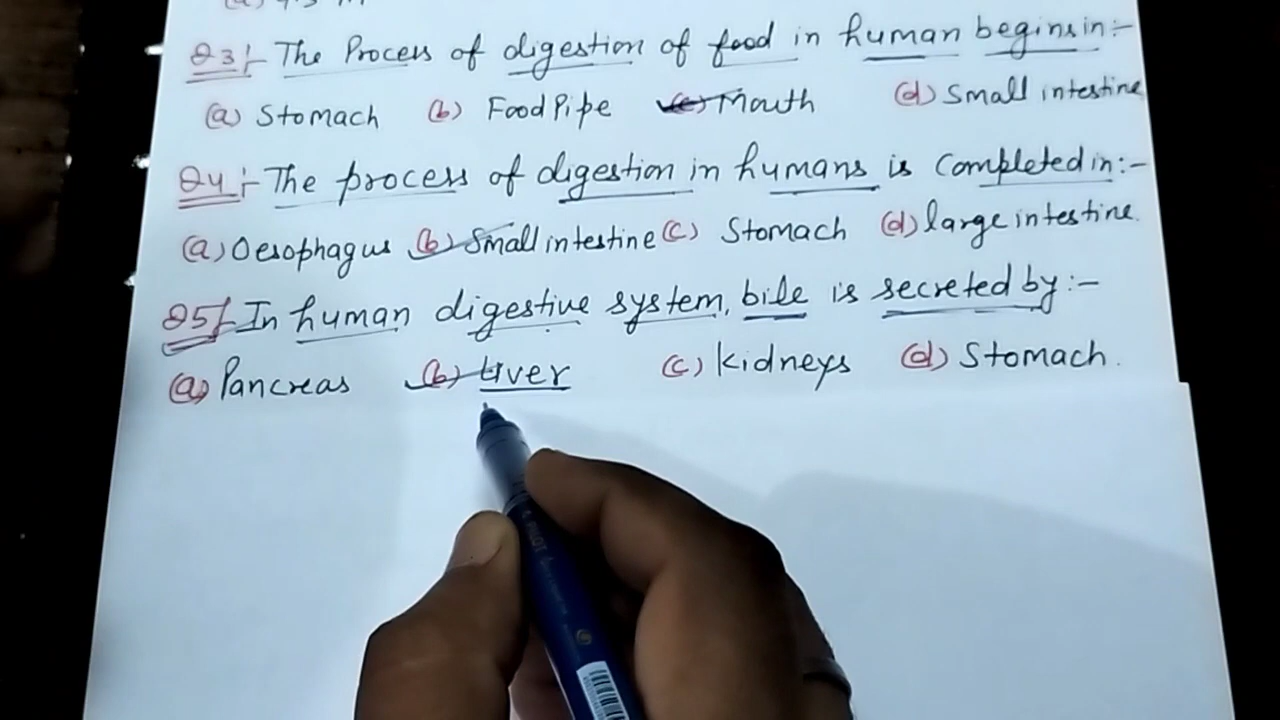 Q3:- The Process of digestion of food in human begins in:-
(a) Stomach (b) Food Pipe (c) Mouth (d) Small intestine
Q4:- The process of digestion in humans is Completed in:-
(a) Oesophagus (b) Small intestine (c) Stomach (d) large intestine.
Q5:- In human digestive system, bile is secreted by:-
(a) Pancreas (b) Liver (c) kidneys (d) Stomach.
PILOT